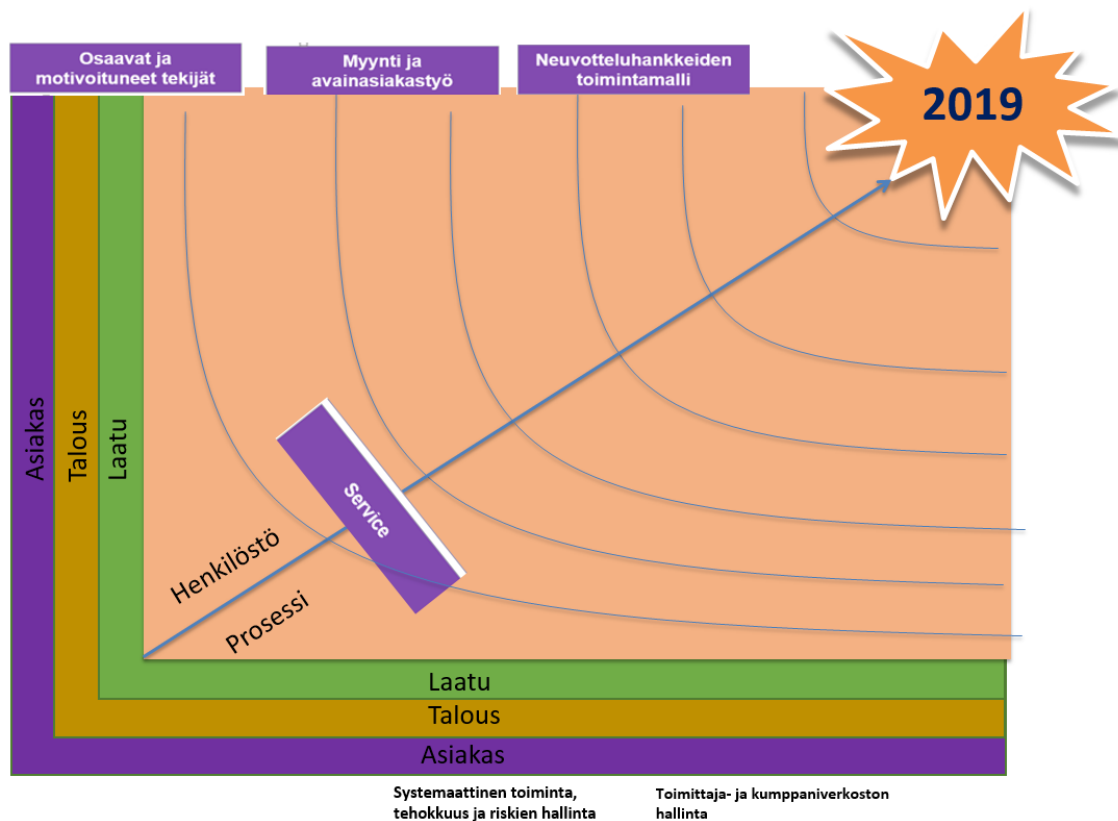 Osaavat ja
motivoituneet tekijät
Myynti ja
avainasiakastyö
Neuvotteluhankkeiden
toimintamalli
2019
Asiakas
Talous
Laatu
Service
Henkilöstö
Prosessi
Laatu
Talous
Asiakas
Systemaattinen toiminta,
tehokkuus ja riskien hallinta
Toimittaja- ja kumppaniverkoston
hallinta